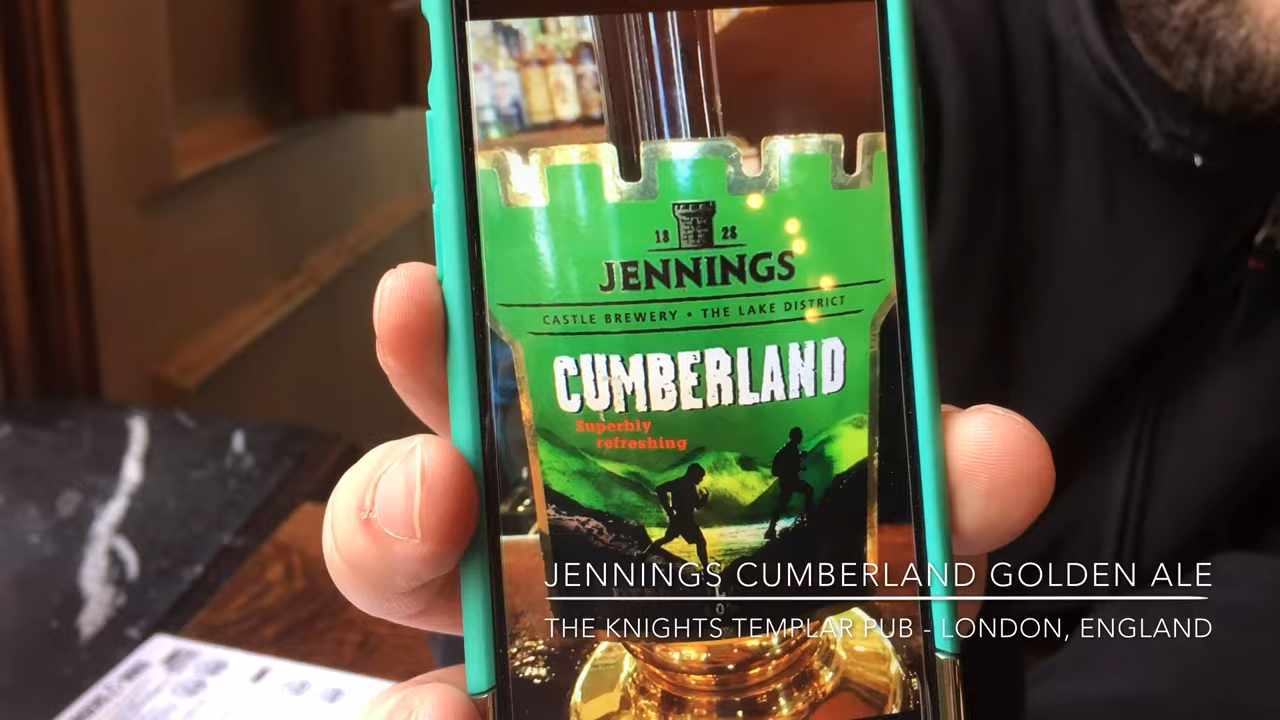 18 28
JENNINGS
CASTLE BREWERY • THE LAKE DISTRICT
CUMBERLAND
Superbly
refreshing
JENNINGS CUMBERLAND GOLDEN ALE
THE KNIGHTS TEMPLAR PUB - LONDON, ENGLAND